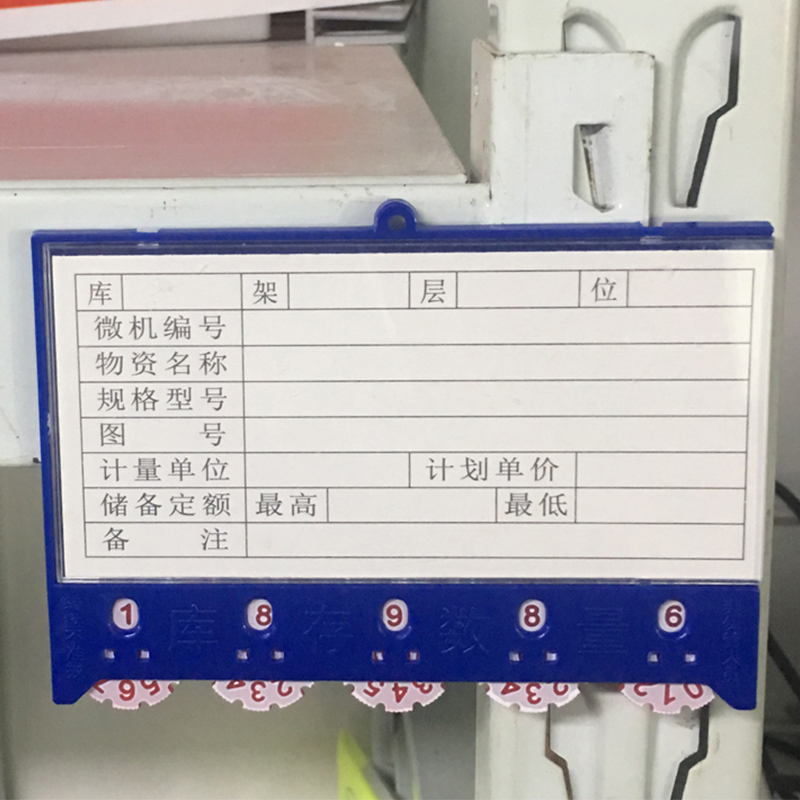 库 架 层 位
微机编号
物资名称
规格型号
图 号
计量单位 计划单价
储备定额 最高 最低
备 注
1 8 9 8 6
库存数量